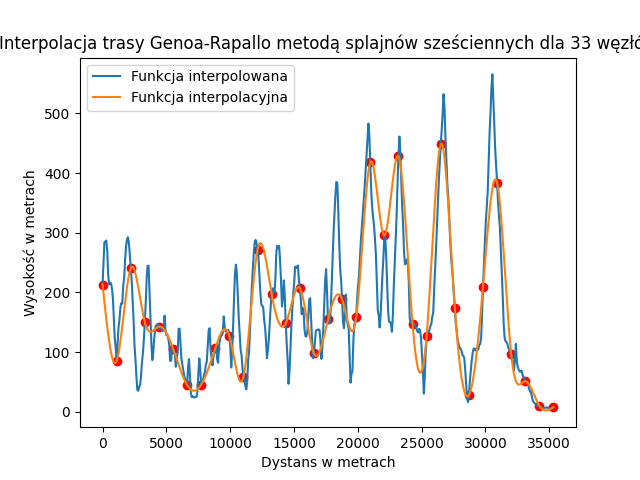 Interpolacja trasy Genoa-Rapallo metodą splajnów sześciennych dla 33
Funkcja interpolowana
Funkcja interpolacyjna
Wysokość w metrach
500
400
300
200
100
0
0 5000 10000 15000 20000 25000 30000 35000
Dystans w metrach